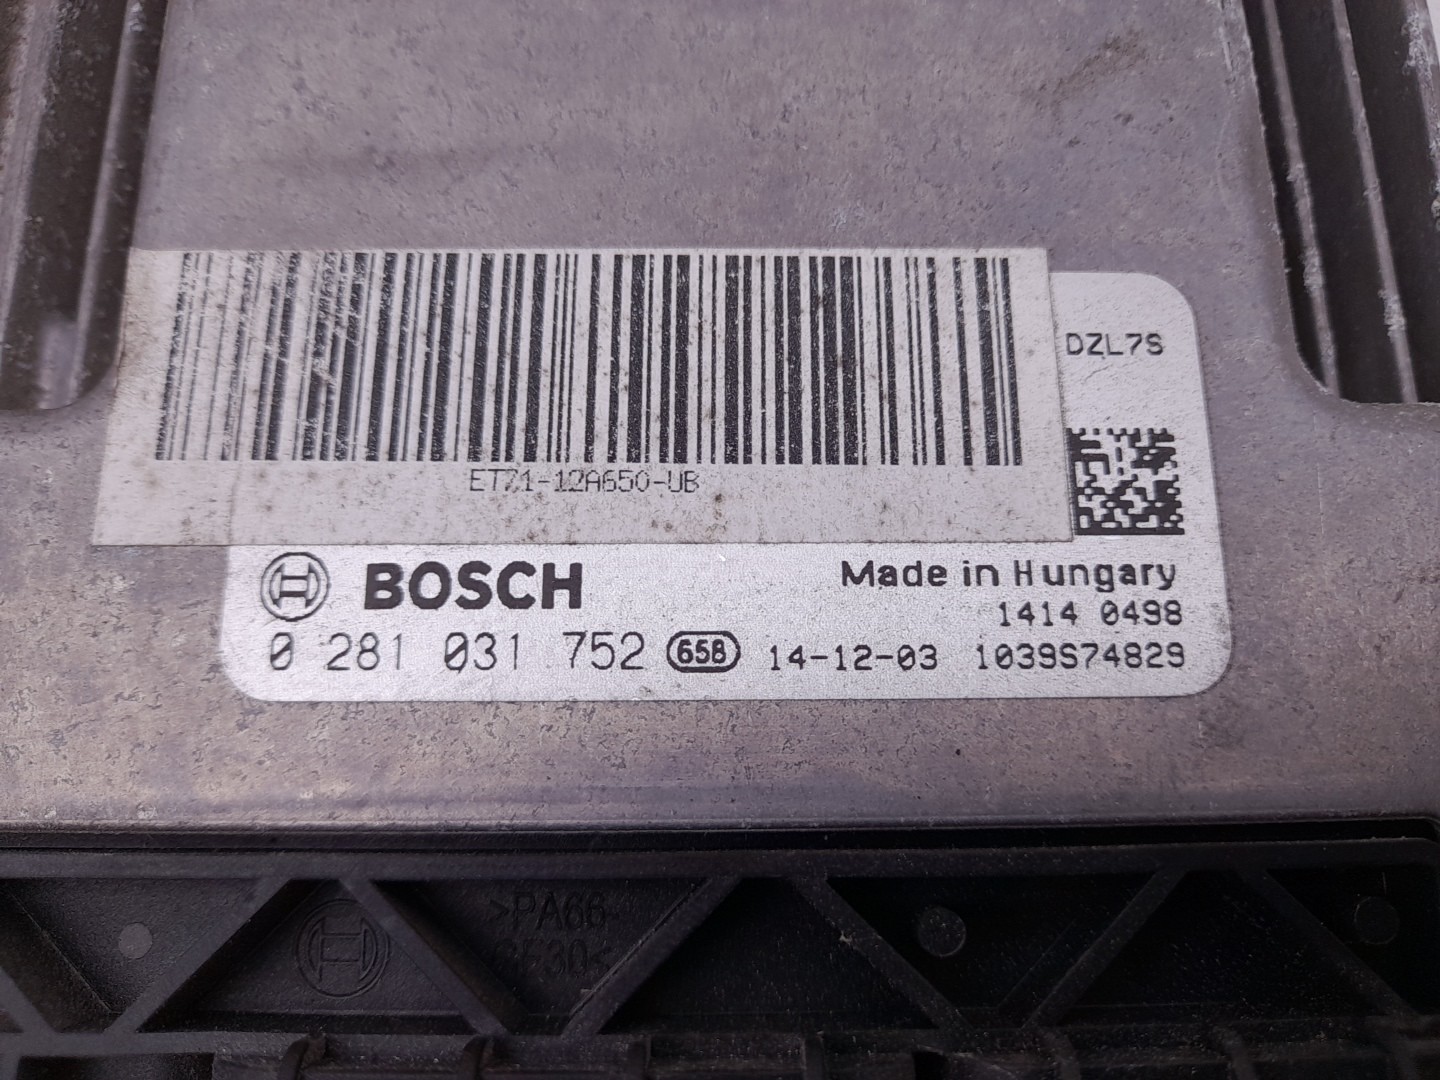 DZL7S
ET71-12A650-UB
BOSCH
Made in Hungary
1414 0498
0 281 031 752 658 14-12-03 1039S74829
>PA66-
GF30<